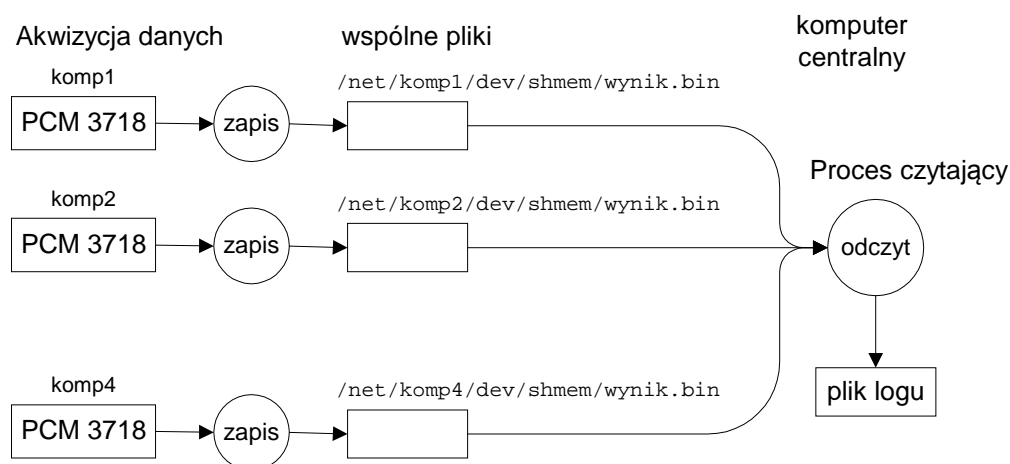 Akwizycja danych
wspólne pliki
komputer
centralny
komp1
/net/komp1/dev/shmem/wynik.bin
PCM 3718
zapis
Proces czytający
komp2
/net/komp2/dev/shmem/wynik.bin
PCM 3718
zapis
odczyt
komp4
/net/komp4/dev/shmem/wynik.bin
plik logu
PCM 3718
zapis